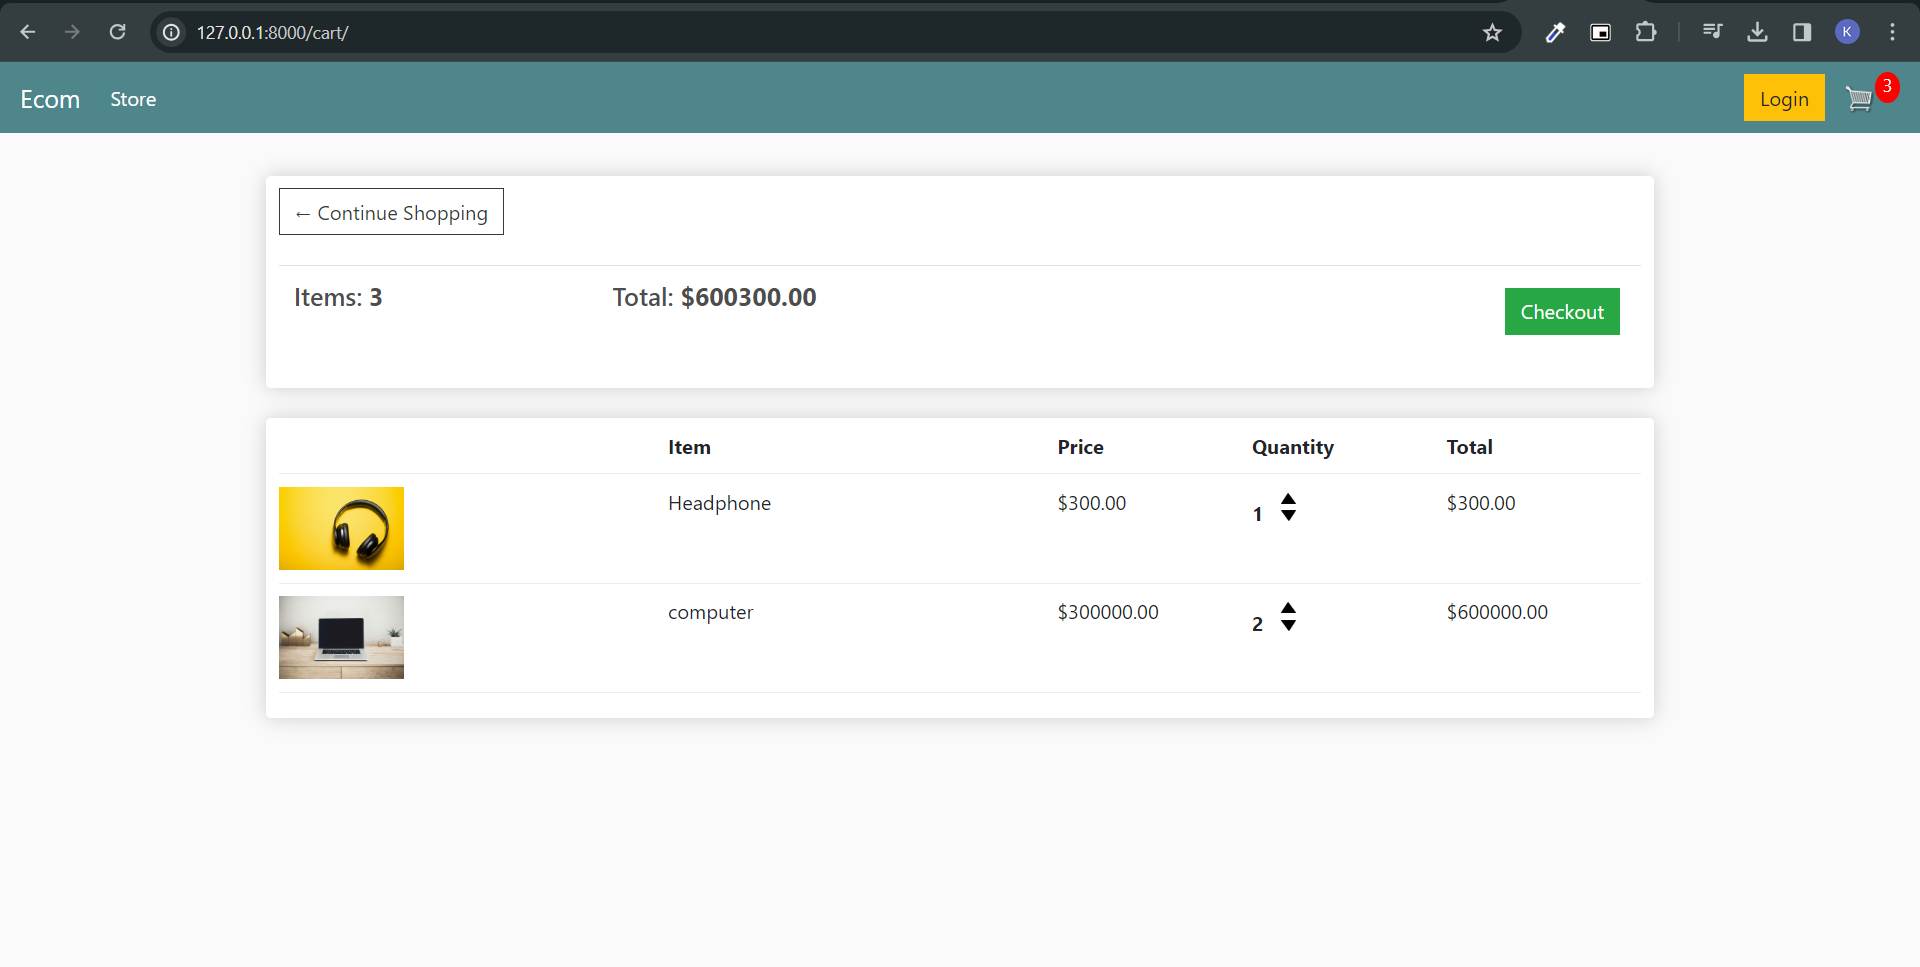 127.0.0.1:8000/cart/
K
Ecom Store Login 3
← Continue Shopping
Items: 3 Total: $600300.00
Checkout
Item Price Quantity Total
Headphone $300.00 1 $300.00
computer $300000.00 2 $600000.00